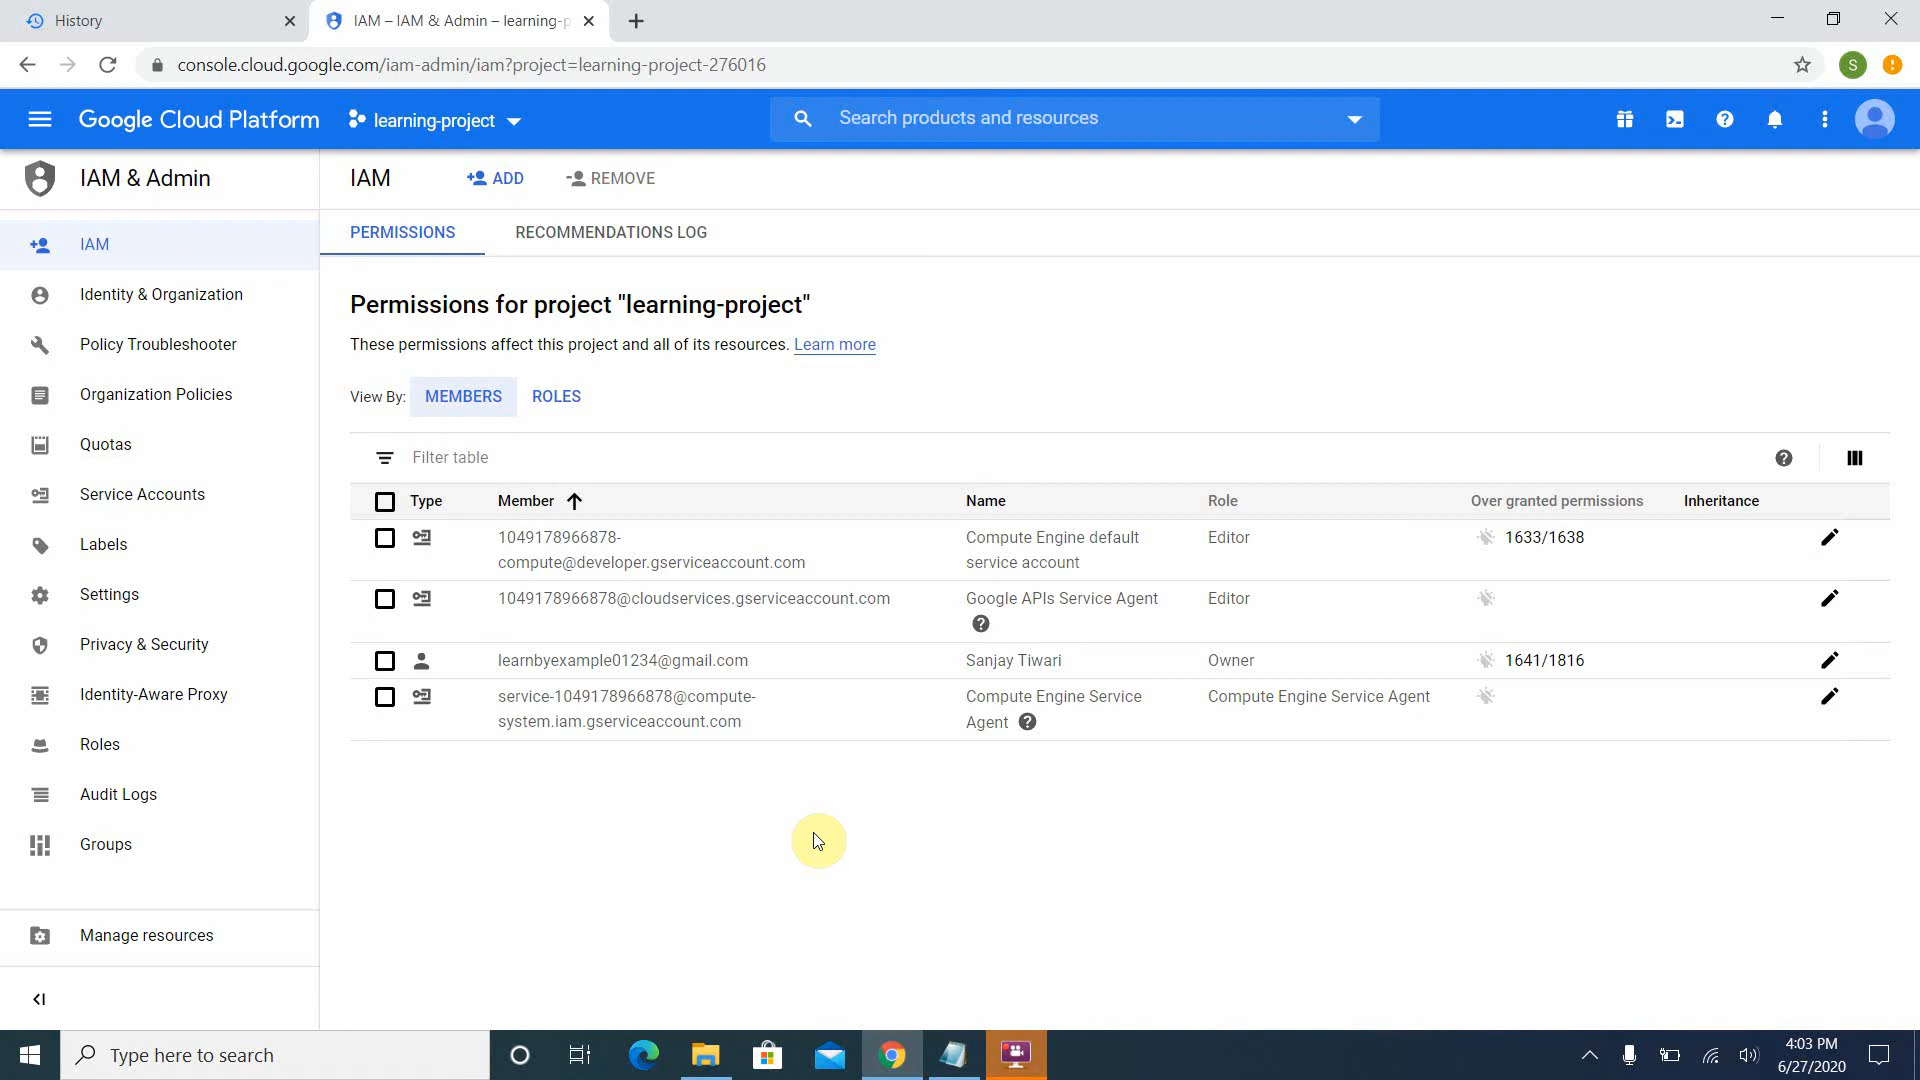 History
IAM – IAM & Admin – learning-p
console.cloud.google.com/iam-admin/iam?project=learning-project-276016
S
Google Cloud Platform
learning-project
Search products and resources
IAM & Admin
IAM
ADD
REMOVE
PERMISSIONS
RECOMMENDATIONS LOG
IAM
Identity & Organization
Policy Troubleshooter
Organization Policies
Quotas
Service Accounts
Labels
Settings
Privacy & Security
Identity-Aware Proxy
Roles
Audit Logs
Groups
Manage resources
Permissions for project "learning-project"
These permissions affect this project and all of its resources. Learn more
View By: MEMBERS ROLES
Filter table
Type Member Name Role Over granted permissions Inheritance
1049178966878- Compute Engine default Editor 1633/1638
compute@developer.gserviceaccount.com service account
1049178966878@cloudservices.gserviceaccount.com Google APIs Service Agent Editor
learnbyexample01234@gmail.com Sanjay Tiwari Owner 1641/1816
service-1049178966878@compute- Compute Engine Service Compute Engine Service Agent
system.iam.gserviceaccount.com Agent
Type here to search
4:03 PM
6/27/2020